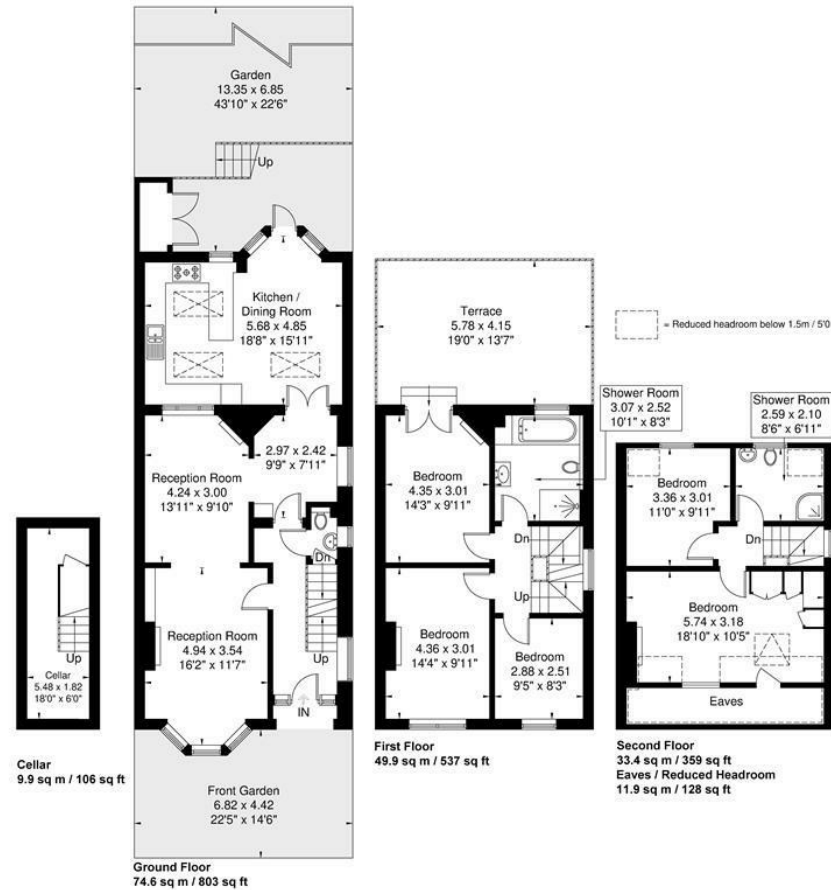 Garden
13.35 x 6.85
43'10" x 22'6"
Up
Kitchen /
Dining Room
5.68 x 4.85
18'8" x 15'11"
2.97 x 2.42
9'9" x 7'11"
Reception Room
4.24 x 3.00
13'11" x 9'10"
Dn
Reception Room
4.94 x 3.54
16'2" x 11'7"
Up
IN
Front Garden
6.82 x 4.42
22'5" x 14'6"
Ground Floor
74.6 sq m / 803 sq ft
Up
Cellar
5.48 x 1.82
18'0" x 6'0"
Cellar
9.9 sq m / 106 sq ft
Terrace
5.78 x 4.15
19'0" x 13'7"
= Reduced headroom below 1.5m / 5'0
Shower Room
3.07 x 2.52
10'1" x 8'3"
Bedroom
4.35 x 3.01
14'3" x 9'11"
Dn
Up
Bedroom
4.36 x 3.01
14'4" x 9'11"
Bedroom
2.88 x 2.51
9'5" x 8'3"
First Floor
49.9 sq m / 537 sq ft
Shower Room
2.59 x 2.10
8'6" x 6'11"
Bedroom
3.36 x 3.01
11'0" x 9'11"
Dn
Bedroom
5.74 x 3.18
18'10" x 10'5"
Eaves
Second Floor
33.4 sq m / 359 sq ft
Eaves / Reduced Headroom
11.9 sq m / 128 sq ft